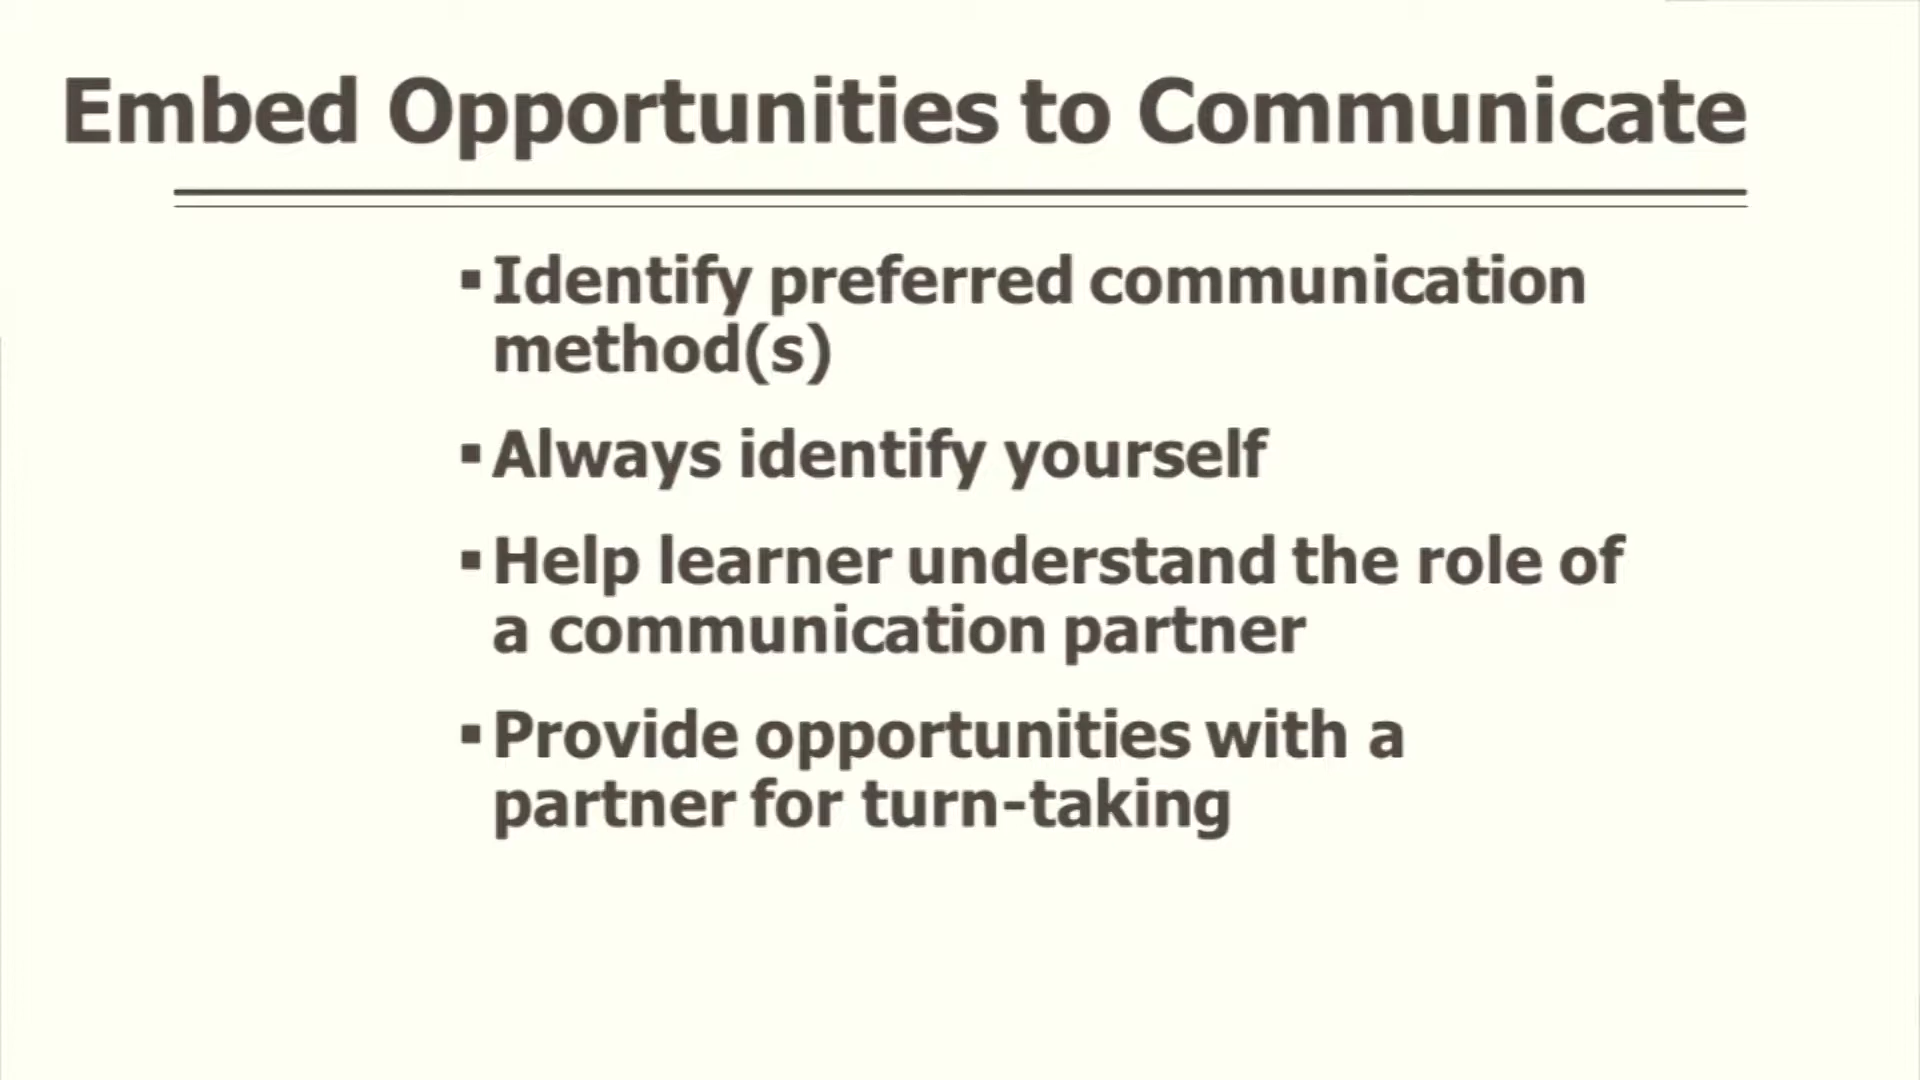 Embed Opportunities to Communicate
▪ Identify preferred communication
method(s)
▪ Always identify yourself
▪ Help learner understand the role of
a communication partner
▪ Provide opportunities with a
partner for turn-taking